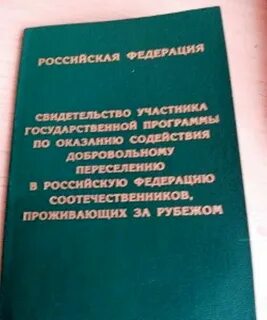 РОССИЙСКАЯ ФЕДЕРАЦИЯ
СВИДЕТЕЛЬСТВО УЧАСТНИКА
ГОСУДАРСТВЕННОЙ ПРОГРАММЫ
ПО ОКАЗАНИЮ СОДЕЙСТВИЯ
ДОБРОВОЛЬНОМУ
ПЕРЕСЕЛЕНИЮ
В РОССИЙСКУЮ ФЕДЕРАЦИЮ
СООТЕЧЕСТВЕННИКОВ,
ПРОЖИВАЮЩИХ ЗА РУБЕЖОМ